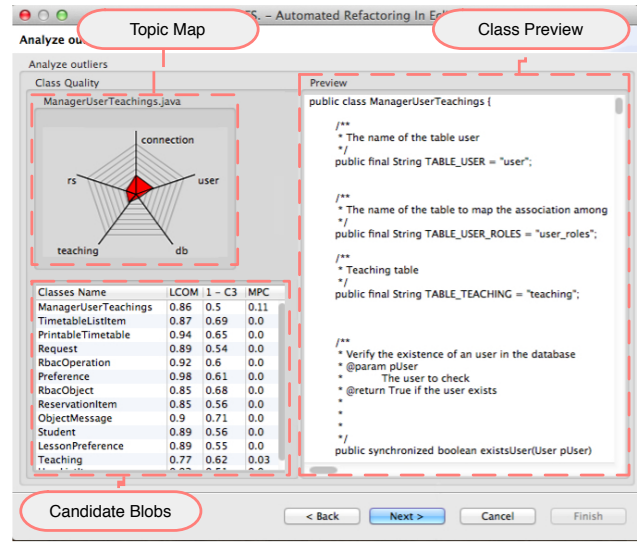 ES. – Automated Refactoring In Ecl
Topic Map
Class Preview
Analyze ou
Analyze outliers
Class Quality
ManagerUserTeachings.java
connection
user
db
teaching
rs
Classes Name LCOM 1 – C3 MPC
ManagerUserTeachings 0.86 0.5 0.11
TimetableListItem 0.87 0.69 0.0
PrintableTimetable 0.94 0.65 0.0
Request 0.89 0.54 0.0
RbacOperation 0.92 0.6 0.0
Preference 0.98 0.61 0.0
RbacObject 0.85 0.68 0.0
ReservationItem 0.85 0.56 0.0
ObjectMessage 0.9 0.71 0.0
Student 0.89 0.56 0.0
LessonPreference 0.89 0.55 0.0
Teaching 0.77 0.62 0.03
Candidate Blobs
Preview
public class ManagerUserTeachings {
/**
* The name of the table user
*/
public final String TABLE_USER = "user";
/**
* The name of the table to map the association among
*/
public final String TABLE_USER_ROLES = "user_roles";
/**
* Teaching table
*/
public final String TABLE_TEACHING = "teaching";
/**
* Verify the existence of an user in the database
* @param pUser
* The user to check
* @return True if the user exists
*
*
*
*/
public synchronized boolean existsUser(User pUser)
< Back
Next >
Cancel
Finish